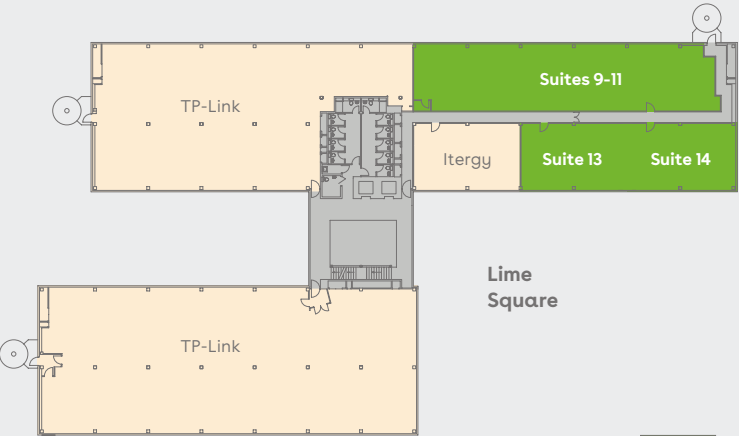 Suites 9-11
TP-Link
Itergy
Suite 13
Suite 14
Lime
Square
TP-Link